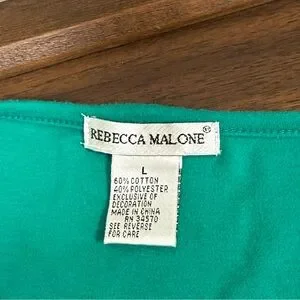 REBECCA MALONE®
L
60% COTTON
40% POLYESTER
EXCLUSIVE OF
DECORATION
MADE IN CHINA
RN 34570
SEE REVERSE
FOR CARE